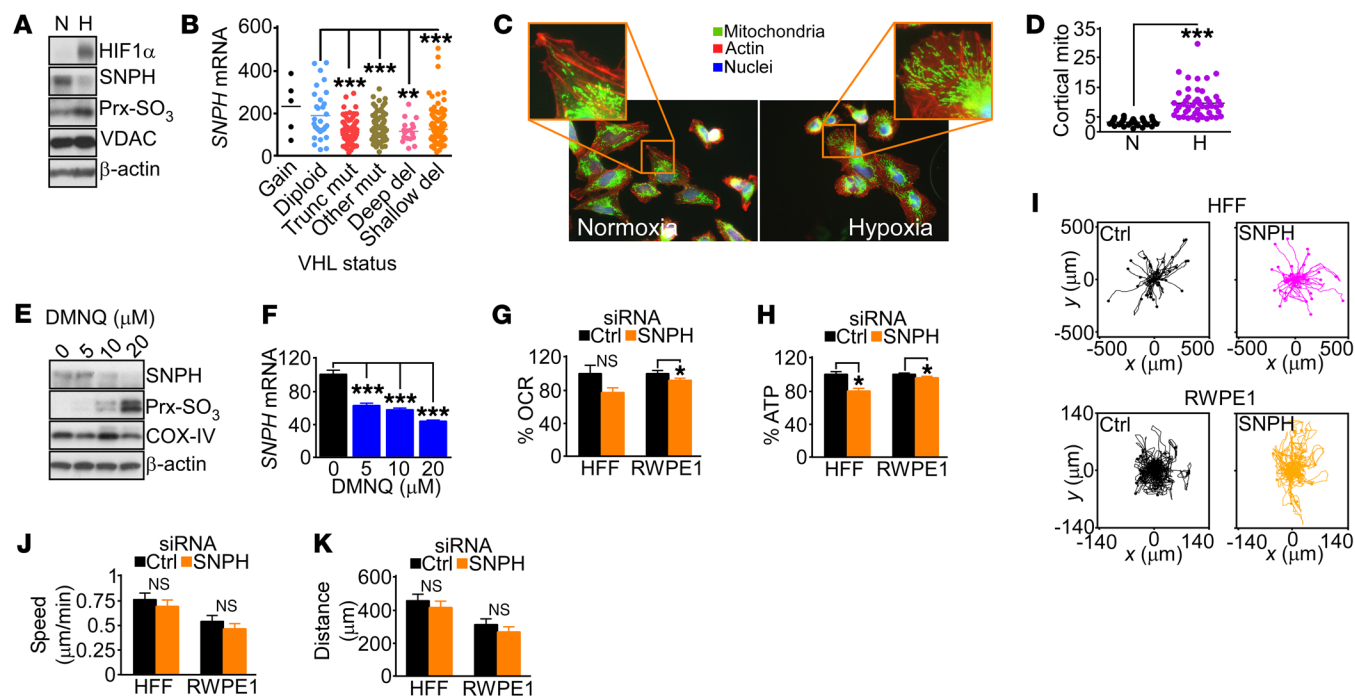 A
N H
HIF1α
SNPH
Prx-SO3
VDAC
β-actin
B
SNPH mRNA
600
400
200
0
***
***
***
**
Gain
Diploid
Trunc mut
Other mut
Deep del
Shallow del
VHL status
C
Mitochondria
Actin
Nuclei
Normoxia
Hypoxia
D
Cortical mito
35
25
15
5
0
***
N H
E
DMNQ (μM)
0 5 10 20
SNPH
Prx-SO3
COX-IV
β-actin
F
SNPH mRNA
120
80
40
0
***
***
***
0 5 10 20
DMNQ (μM)
G
siRNA
Ctrl SNPH
% OCR
120
80
40
0
NS
*
HFF RWPE1
H
siRNA
Ctrl SNPH
% ATP
120
80
40
0
*
*
HFF RWPE1
I
HFF
Ctrl
SNPH
y (μm)
500
0
-500
-500 0 500
-500 0 500
x (μm)
x (μm)
RWPE1
Ctrl
SNPH
y (μm)
140
0
-140
-140 0 140
-140 0 140
x (μm)
x (μm)
J
siRNA
Ctrl SNPH
Speed
(μm/min)
1
0.75
0.5
0.25
0
NS
NS
HFF RWPE1
K
siRNA
Ctrl SNPH
Distance
(μm)
600
400
200
0
NS
NS
HFF RWPE1